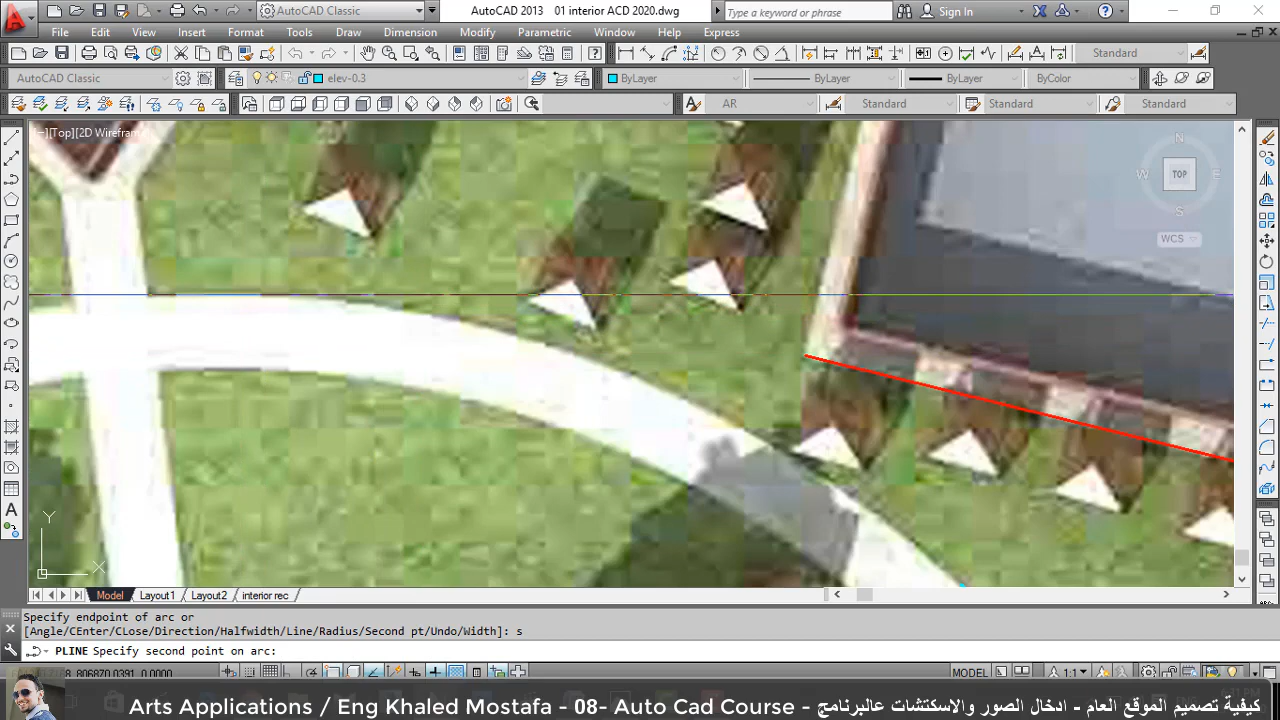 AutoCAD Classic
AutoCAD 2013    01 interior ACD 2020.dwg
Type a keyword or phrase
Sign In
File Edit View Insert Format Tools Draw Dimension Modify Parametric Window Help Express
Standard
AutoCAD Classic
elev-0.3
ByLayer
ByLayer
ByLayer
ByColor
AR
Standard
Standard
Standard
[Top][2D Wireframe
N
W TOP E
S
WCS
Y
X
Model Layout1 Layout2 interior rec
Specify endpoint of arc or
[Angle/CEnter/CLose/Direction/Halfwidth/Line/Radius/Second pt/Undo/Width]: s
PLINE Specify second point on arc:
806870.0391, 0.0000
MODEL
1:1
Arts Applications / Eng Khaled Mostafa - 08- Auto Cad Course - كيفية تصميم الموقع العام - ادخال الصور والاسكتشات عالبرنامج